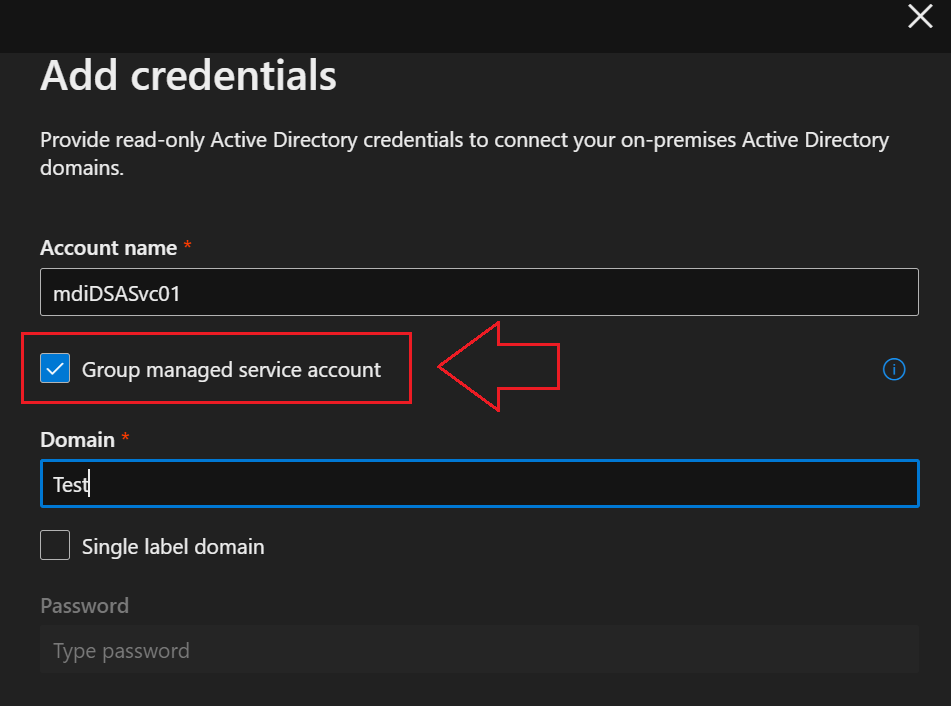 Add credentials
Provide read-only Active Directory credentials to connect your on-premises Active Directory
domains.
Account name *
mdiDSASvc01
Group managed service account
Domain *
Test
Single label domain
Password
Type password